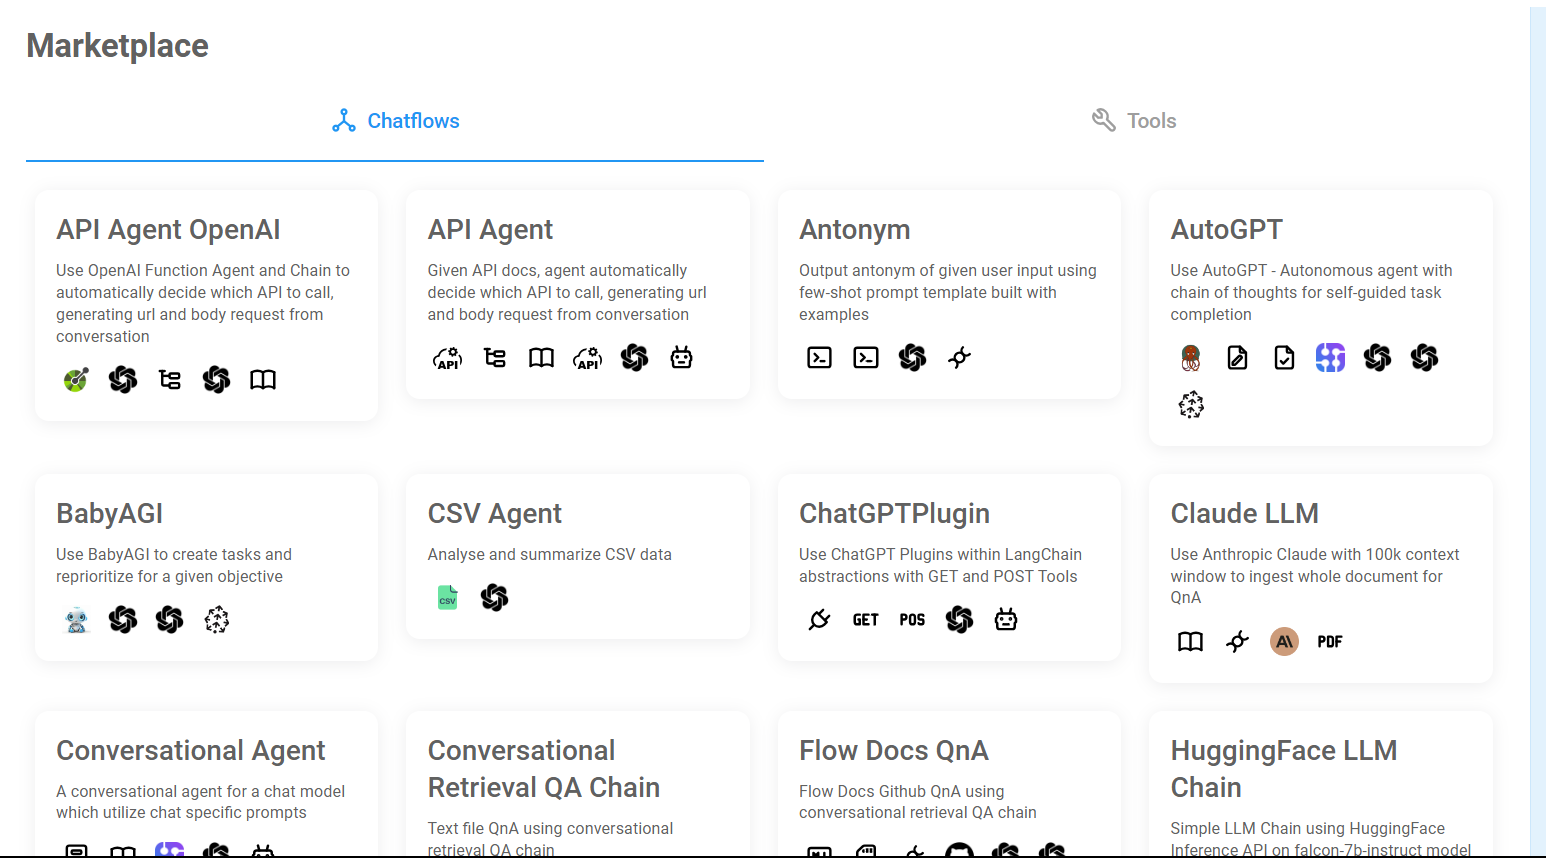 Marketplace
Chatflows
Tools
API Agent OpenAI
Use OpenAI Function Agent and Chain to
automatically decide which API to call,
generating url and body request from
conversation
API Agent
Given API docs, agent automatically
decide which API to call, generating url
and body request from conversation
API
API
Antonym
Output antonym of given user input using
few-shot prompt template built with
examples
AutoGPT
Use AutoGPT - Autonomous agent with
chain of thoughts for self-guided task
completion
BabyAGI
Use BabyAGI to create tasks and
reprioritize for a given objective
CSV Agent
Analyse and summarize CSV data
CSV
ChatGPTPlugin
Use ChatGPT Plugins within LangChain
abstractions with GET and POST Tools
GET POS
Claude LLM
Use Anthropic Claude with 100k context
window to ingest whole document for
QnA
AI PDF
Conversational Agent
A conversational agent for a chat model
which utilize chat specific prompts
Conversational
Retrieval QA Chain
Text file QnA using conversational
retrieval QA chain
Flow Docs QnA
Flow Docs Github QnA using
conversational retrieval QA chain
HuggingFace LLM
Chain
Simple LLM Chain using HuggingFace
Inference API on falcon-7b-instruct model